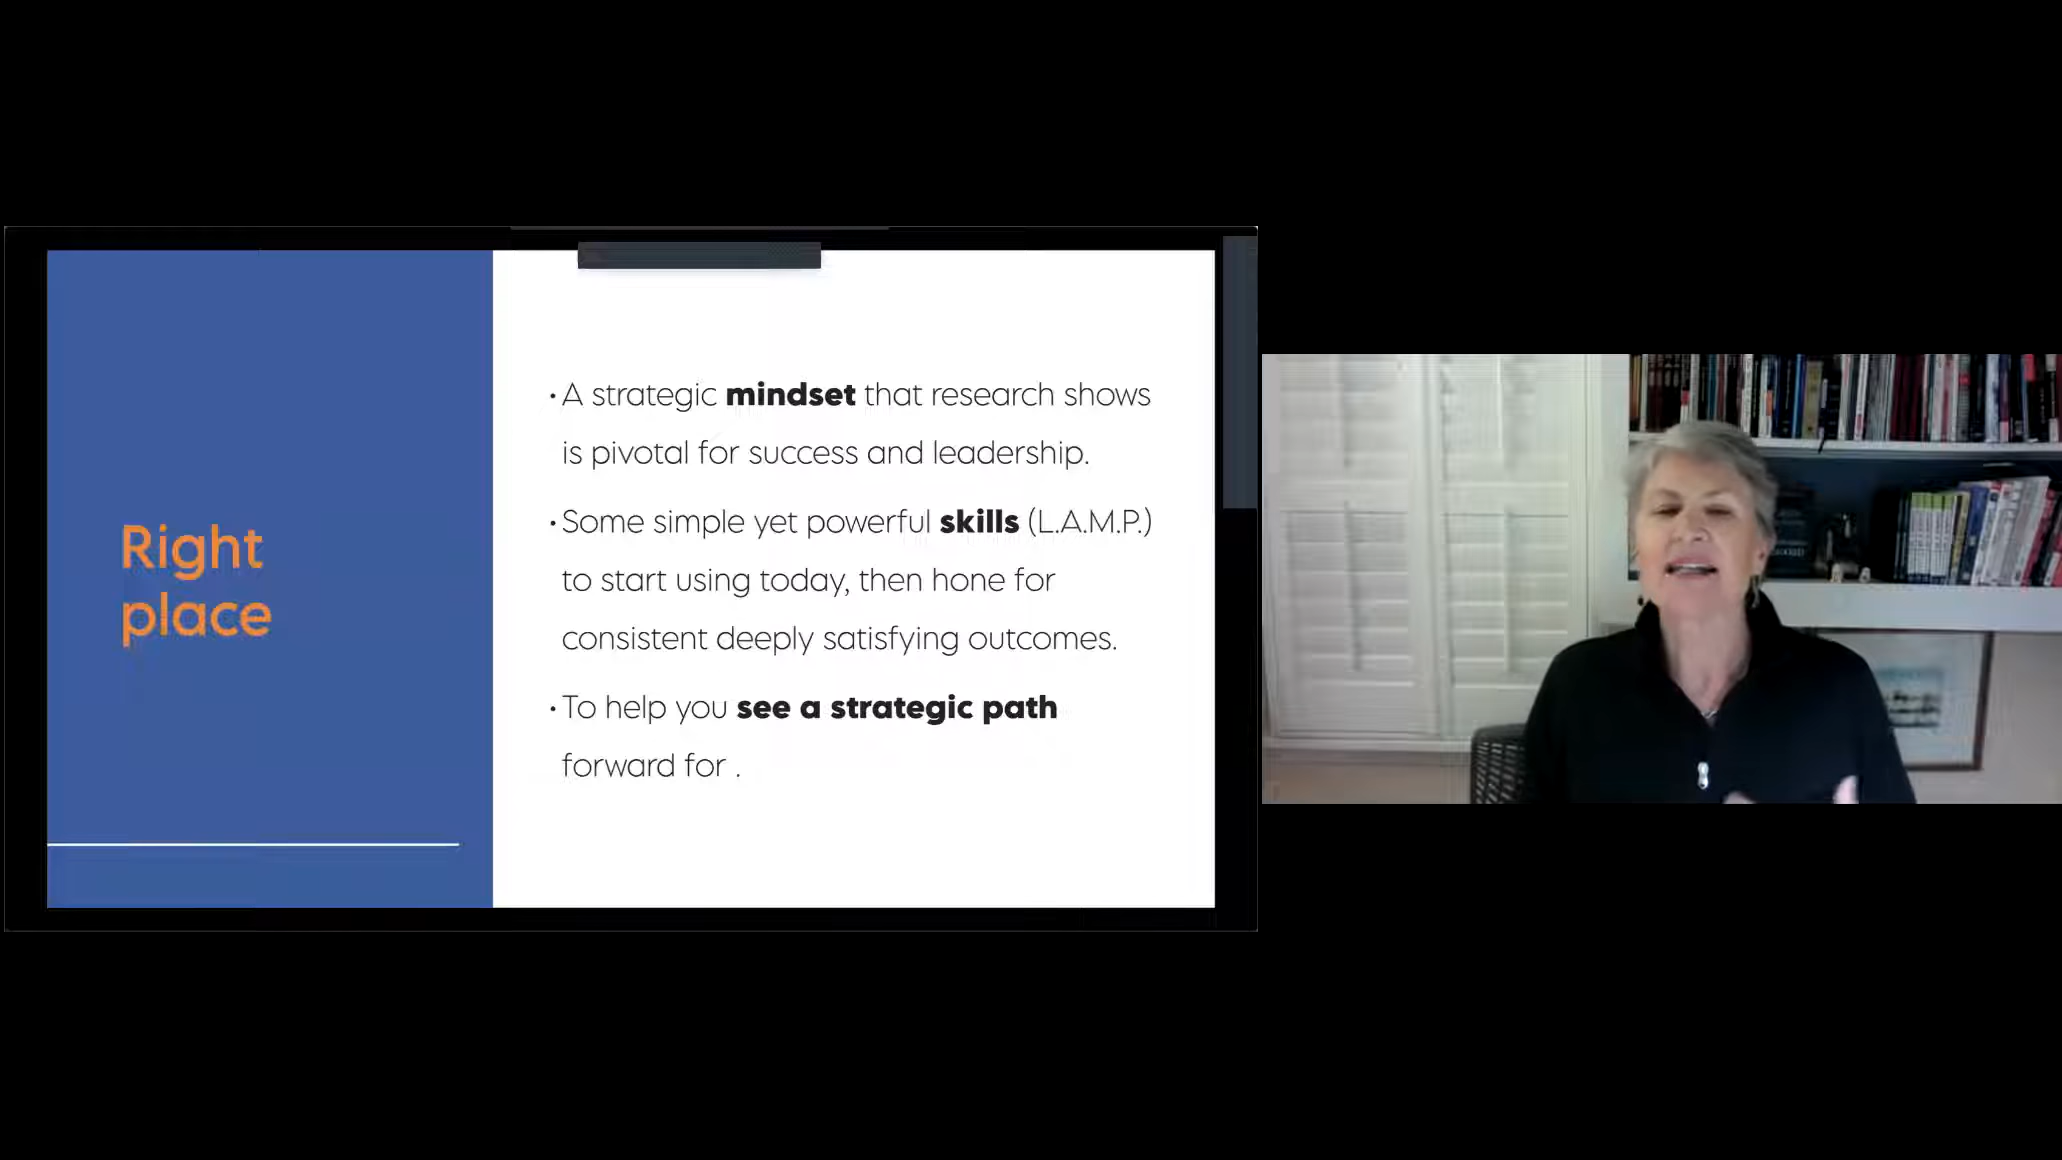 Right
place
• A strategic mindset that research shows
is pivotal for success and leadership.
• Some simple yet powerful skills (L.A.M.P.)
to start using today, then hone for
consistent deeply satisfying outcomes.
• To help you see a strategic path
forward for .